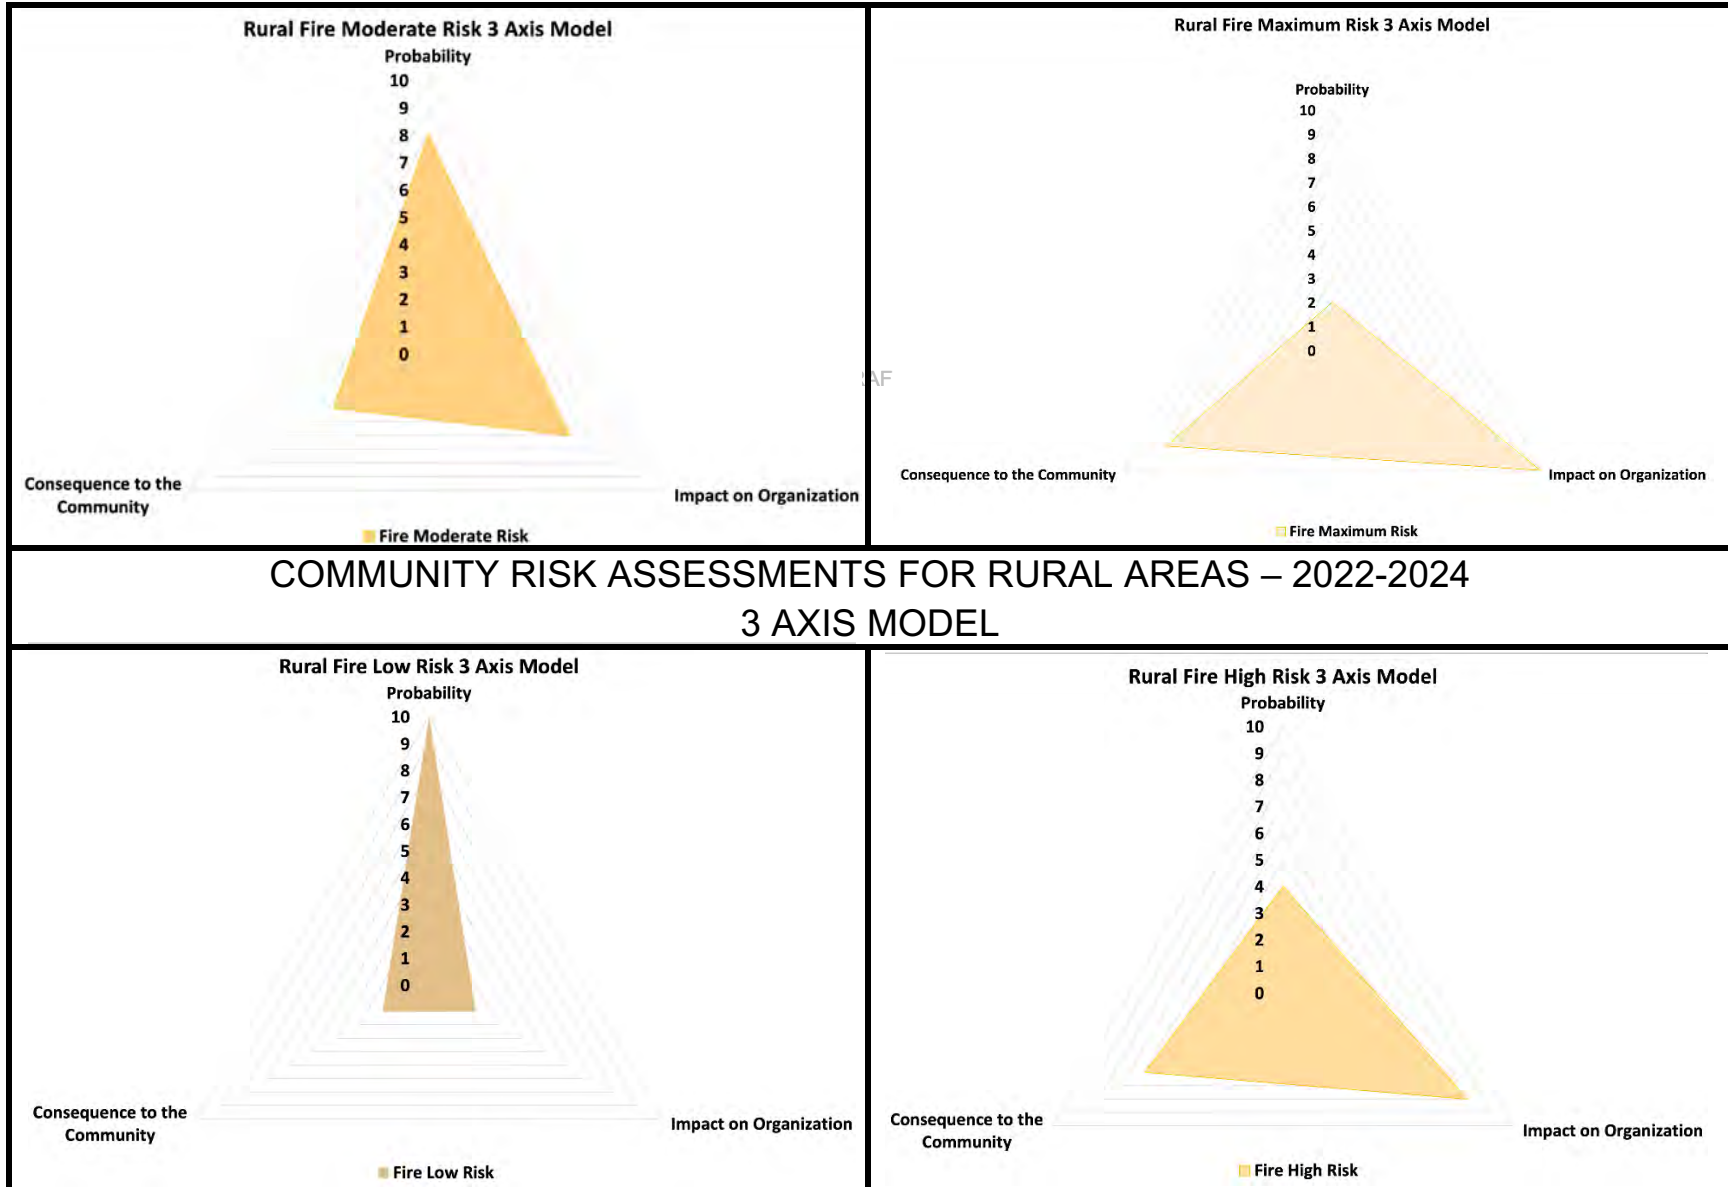 Rural Fire Moderate Risk 3 Axis Model
Probability
10
9
8
7
6
5
4
3
2
1
0
Consequence to the
Community
Impact on Organization
Fire Moderate Risk
Rural Fire Maximum Risk 3 Axis Model
Probability
10
9
8
7
6
5
4
3
2
1
0
Consequence to the Community
Impact on Organization
Fire Maximum Risk
AF
COMMUNITY RISK ASSESSMENTS FOR RURAL AREAS – 2022-2024
3 AXIS MODEL
Rural Fire Low Risk 3 Axis Model
Probability
10
9
8
7
6
5
4
3
2
1
0
Consequence to the
Community
Impact on Organization
Fire Low Risk
Rural Fire High Risk 3 Axis Model
Probability
10
9
8
7
6
5
4
3
2
1
0
Consequence to the
Community
Impact on Organization
Fire High Risk